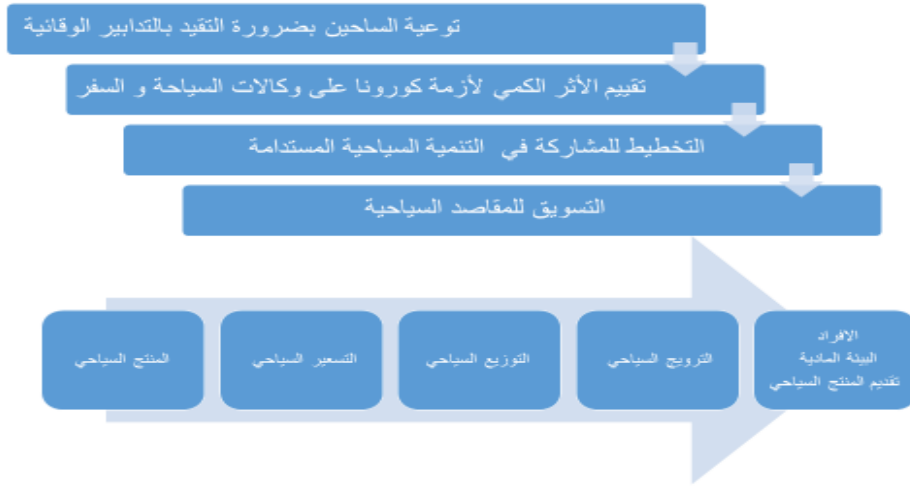 توعية الساحين بضرورة التقيد بالتدابير الوقائية
تقييم الأثر الكمي لأزمة كورونا على وكالات السياحة و السفر
التخطيط للمشاركة في التنمية السياحية المستدامة
التسويق للمقاصد السياحية
المنتج السياحي
التسعير السياحي
التوزيع السياحي
الترويج السياحي
الافراد
البيئة المادية
تقديم المنتج السياحي